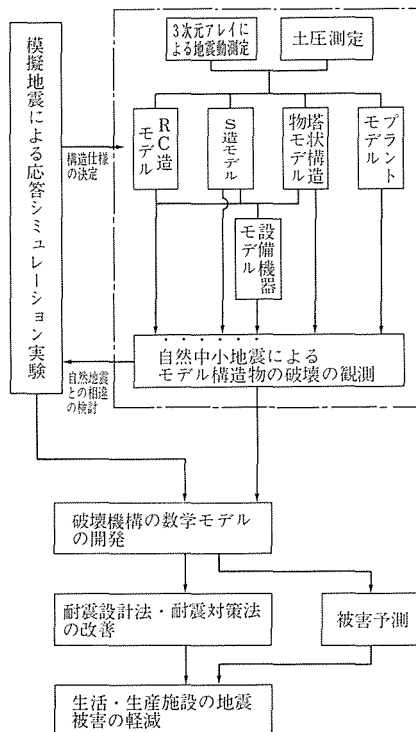 3次元アレイに
よる地震動測定
土圧測定
模擬地震による応答シミュレーション実験
構造仕様
の決定
RC造
モデル
S造モデル
塔状構造
物モデル
プラント
モデル
設備機器
モデル
自然中小地震による
モデル構造物の破壊の観測
自然地震
との相違
の検討
破壊機構の数学モデル
の開発
耐震設計法・耐震対策法
の改善
被害予測
生活・生産施設の地震
被害の軽減